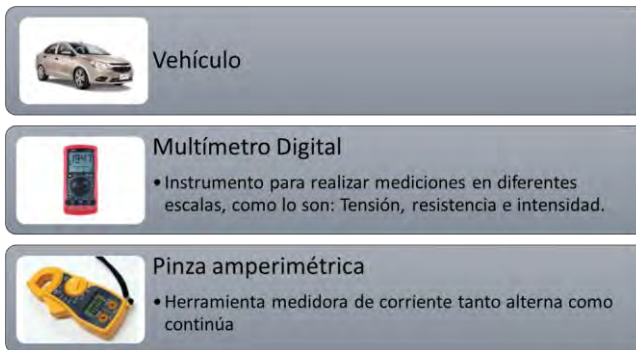 Vehículo
Multímetro Digital
• Instrumento para realizar mediciones en diferentes
escalas, como lo son: Tensión, resistencia e intensidad.
Pinza amperimétrica
• Herramienta medidora de corriente tanto alterna como
continúa